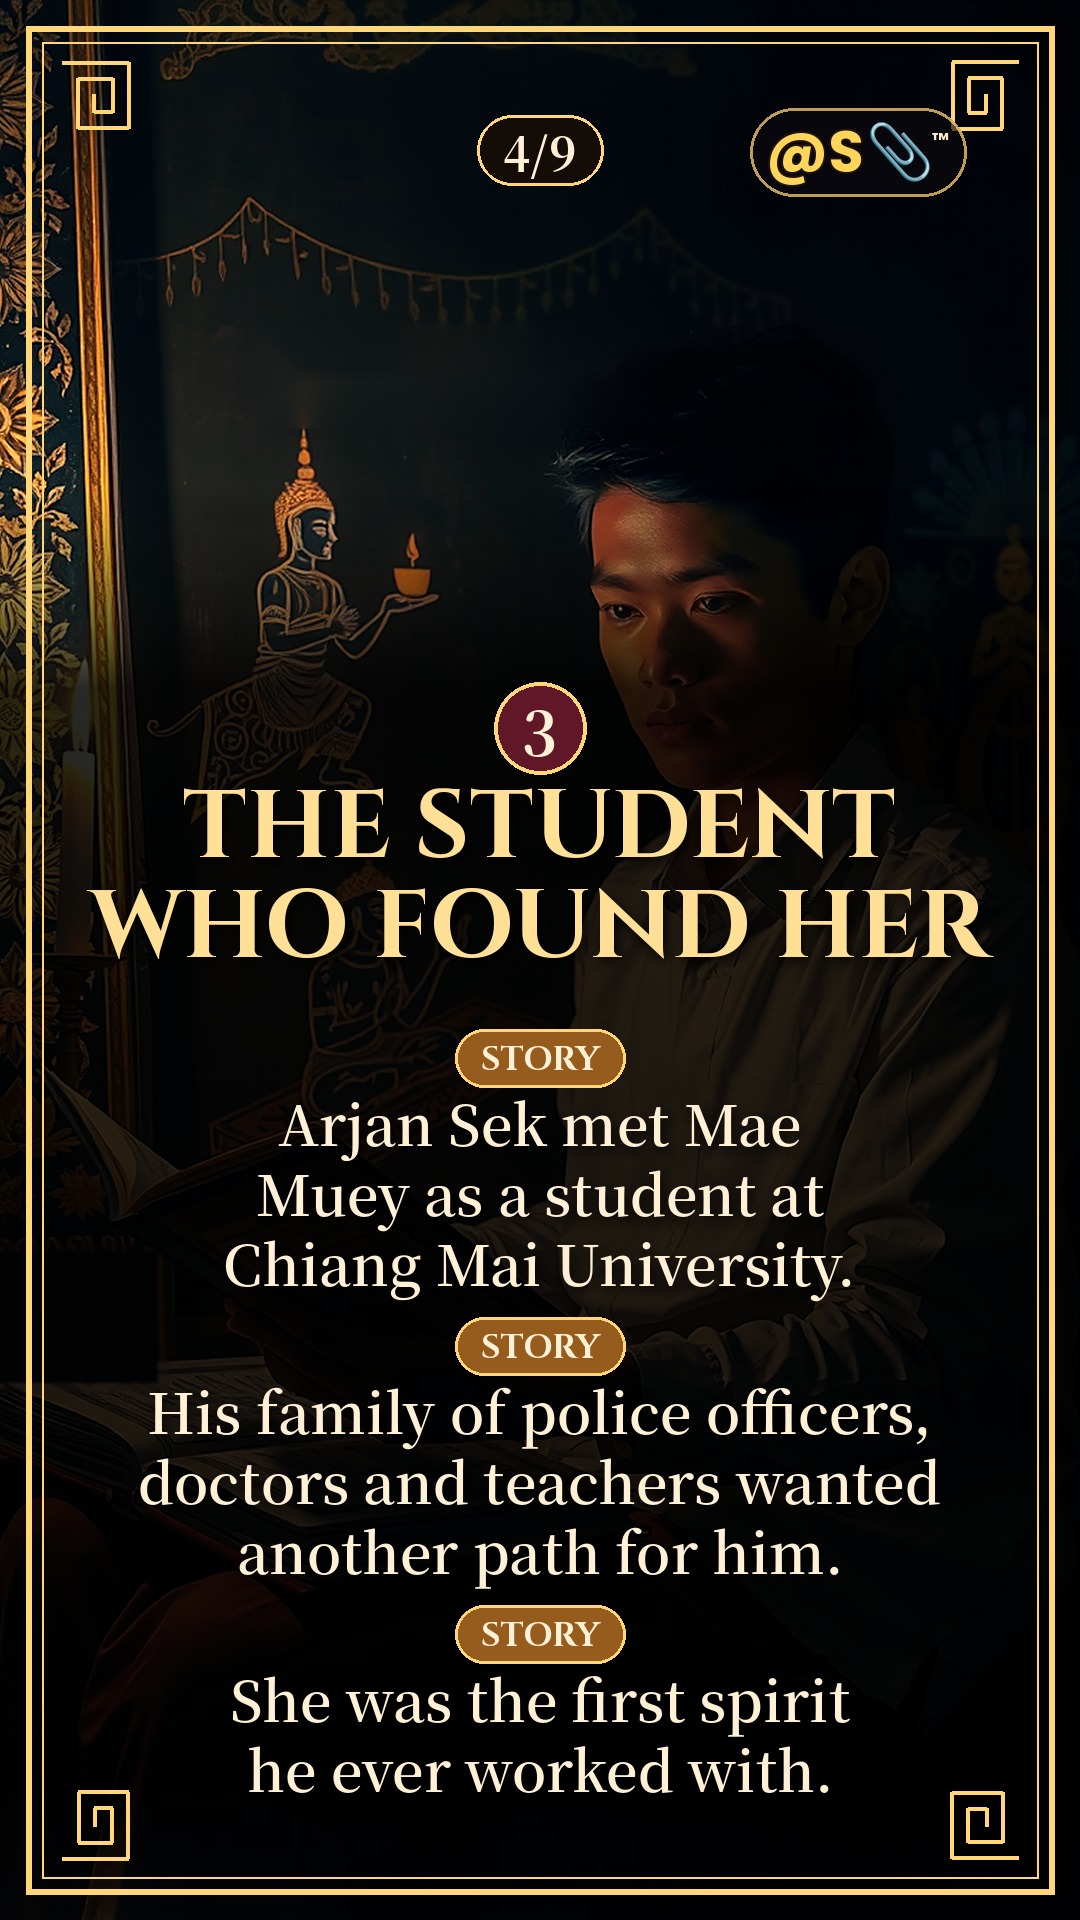 4/9
@S📎™
3
THE STUDENT
WHO FOUND HER
STORY
Arjan Sek met Mae
Muey as a student at
Chiang Mai University.
STORY
His family of police officers,
doctors and teachers wanted
another path for him.
STORY
She was the first spirit
he ever worked with.